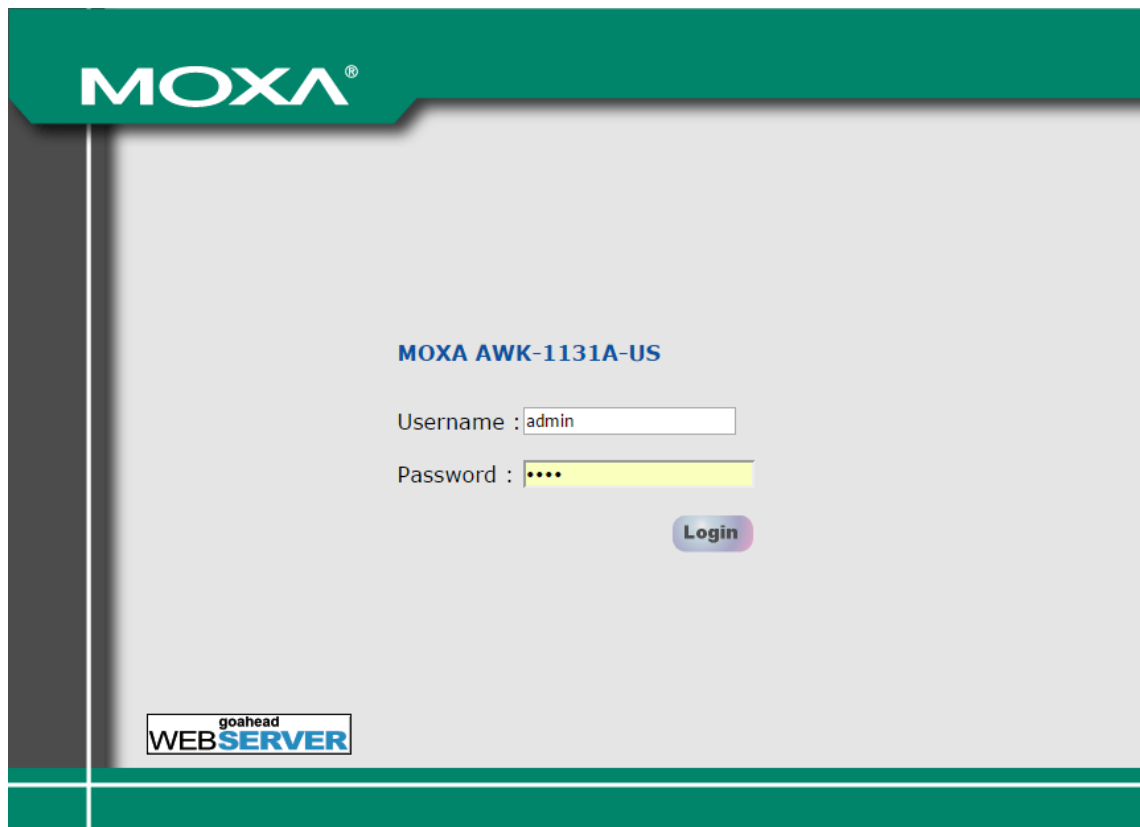 MOXA®
MOXA AWK-1131A-US
Username : admin
Password : ••••
Login
goahead
WEBSERVER